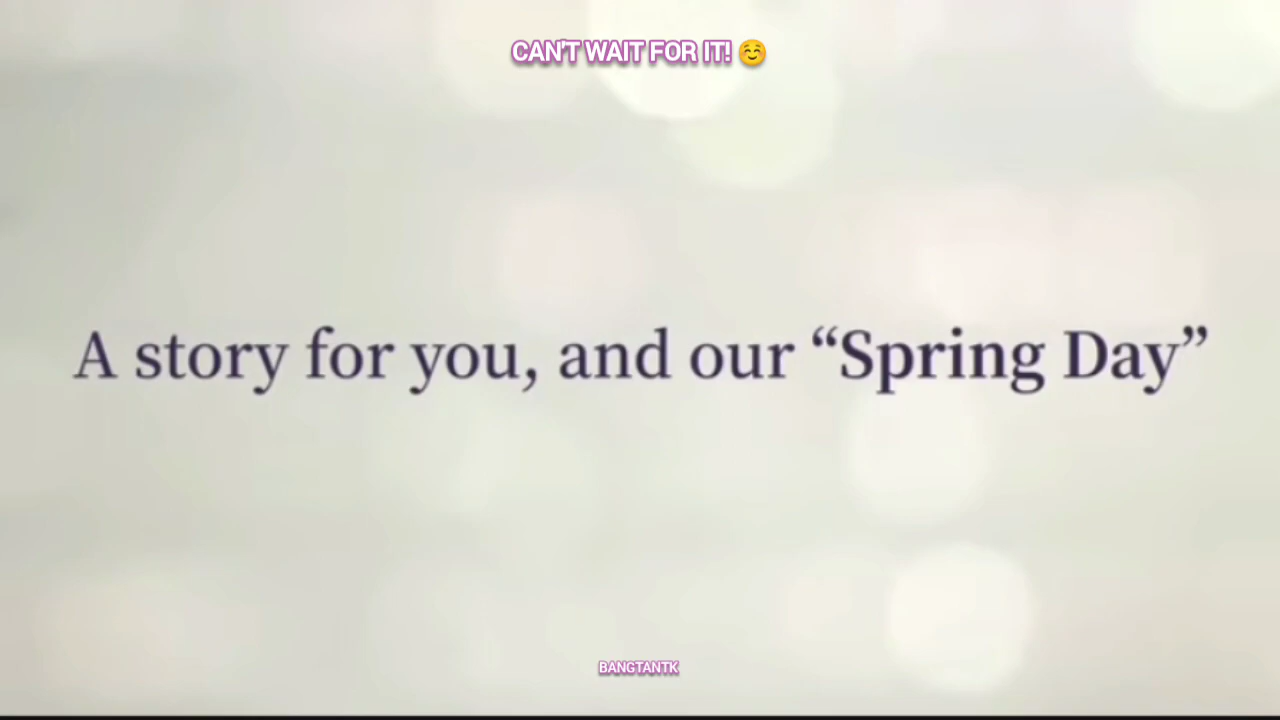 CAN'T WAIT FOR IT! ☺️
A story for you, and our “Spring Day”
BANGTANTK